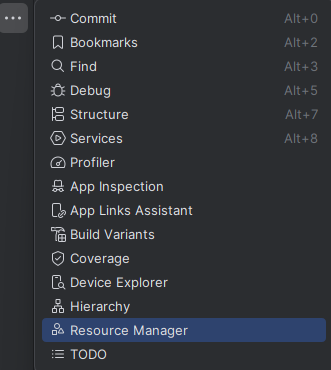 Commit Alt+0
Bookmarks Alt+2
Find Alt+3
Debug Alt+5
Structure Alt+7
Services Alt+8
Profiler
App Inspection
App Links Assistant
Build Variants
Coverage
Device Explorer
Hierarchy
Resource Manager
TODO